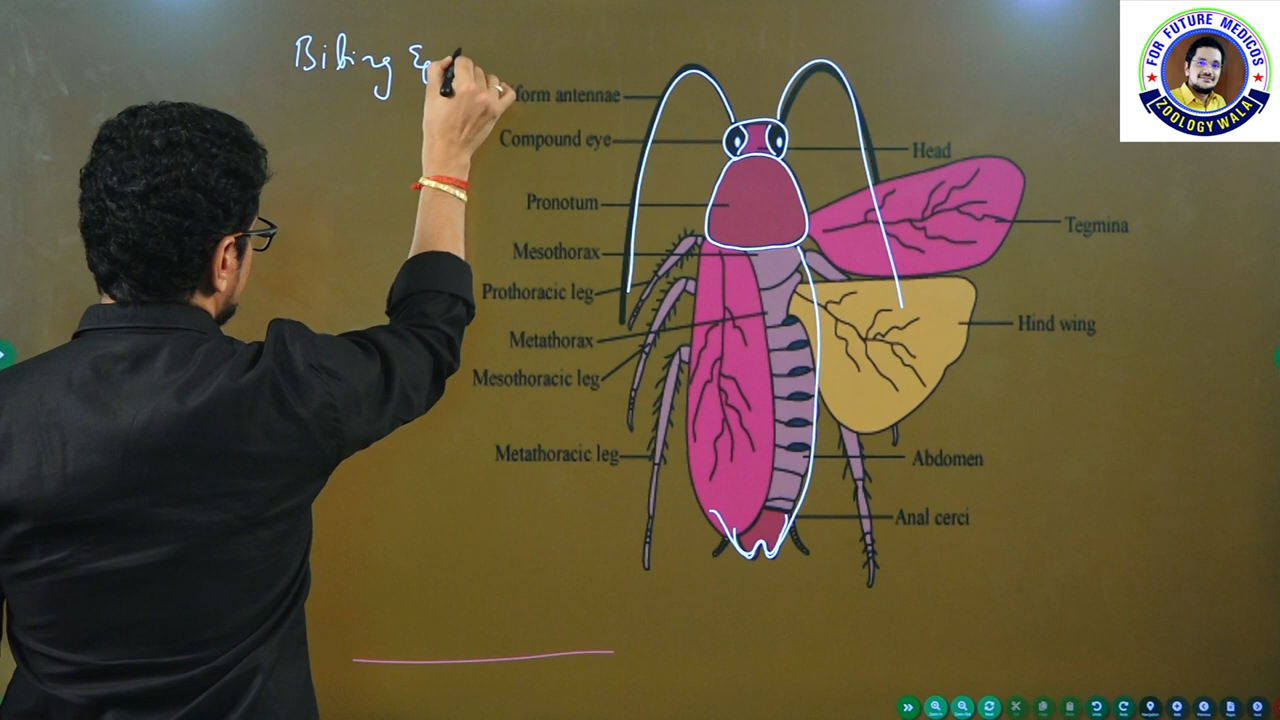 Biting &
form antennae
Compound eye
Head
Pronotum
Tegmina
Mesothorax
Prothoracic leg
Hind wing
Metathorax
Mesothoracic leg
Metathoracic leg
Abdomen
Anal cerci
FOR FUTURE MEDICOS
ZOOLOGY WALA